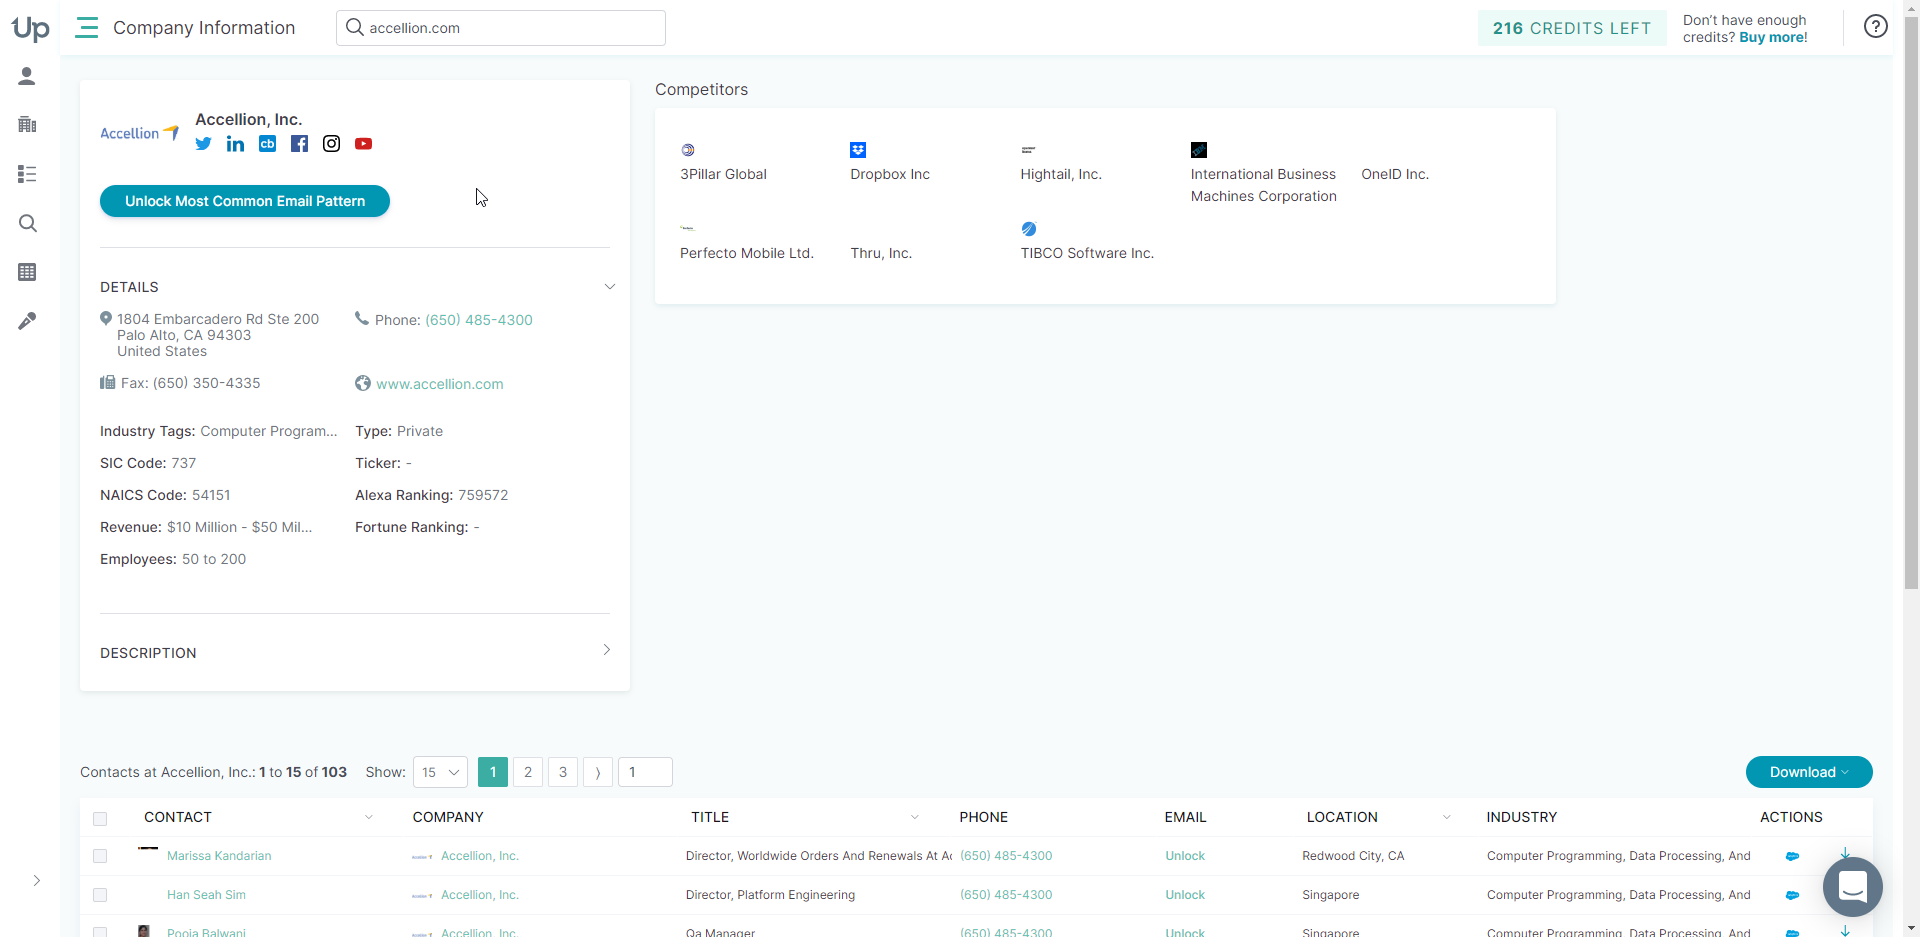 Up
Company Information
accellion.com
216 CREDITS LEFT
Don't have enough
credits? Buy more!
?
Accellion
Accellion, Inc.
in
cb
Unlock Most Common Email Pattern
DETAILS
1804 Embarcadero Rd Ste 200
Palo Alto, CA 94303
United States
Phone: (650) 485-4300
Fax: (650) 350-4335
www.accellion.com
Industry Tags: Computer Program...
Type: Private
SIC Code: 737
Ticker: -
NAICS Code: 54151
Alexa Ranking: 759572
Revenue: $10 Million - $50 Mil...
Fortune Ranking: -
Employees: 50 to 200
DESCRIPTION
Competitors
3Pillar Global
Dropbox Inc
Hightail, Inc.
International Business
Machines Corporation
OneID Inc.
Perfecto Mobile Ltd.
Thru, Inc.
TIBCO Software Inc.
Contacts at Accellion, Inc.: 1 to 15 of 103
Show: 15
1 2 3 ⟩ 1
Download
CONTACT COMPANY TITLE PHONE EMAIL LOCATION INDUSTRY ACTIONS
Marissa Kandarian Accellion, Inc. Director, Worldwide Orders And Renewals At Ac (650) 485-4300 Unlock Redwood City, CA Computer Programming, Data Processing, And
Han Seah Sim Accellion, Inc. Director, Platform Engineering (650) 485-4300 Unlock Singapore Computer Programming, Data Processing, And
Pooja Balwani Accellion, Inc. Qa Manager (650) 485-4300 Unlock Singapore Computer Programming, Data Processing, And